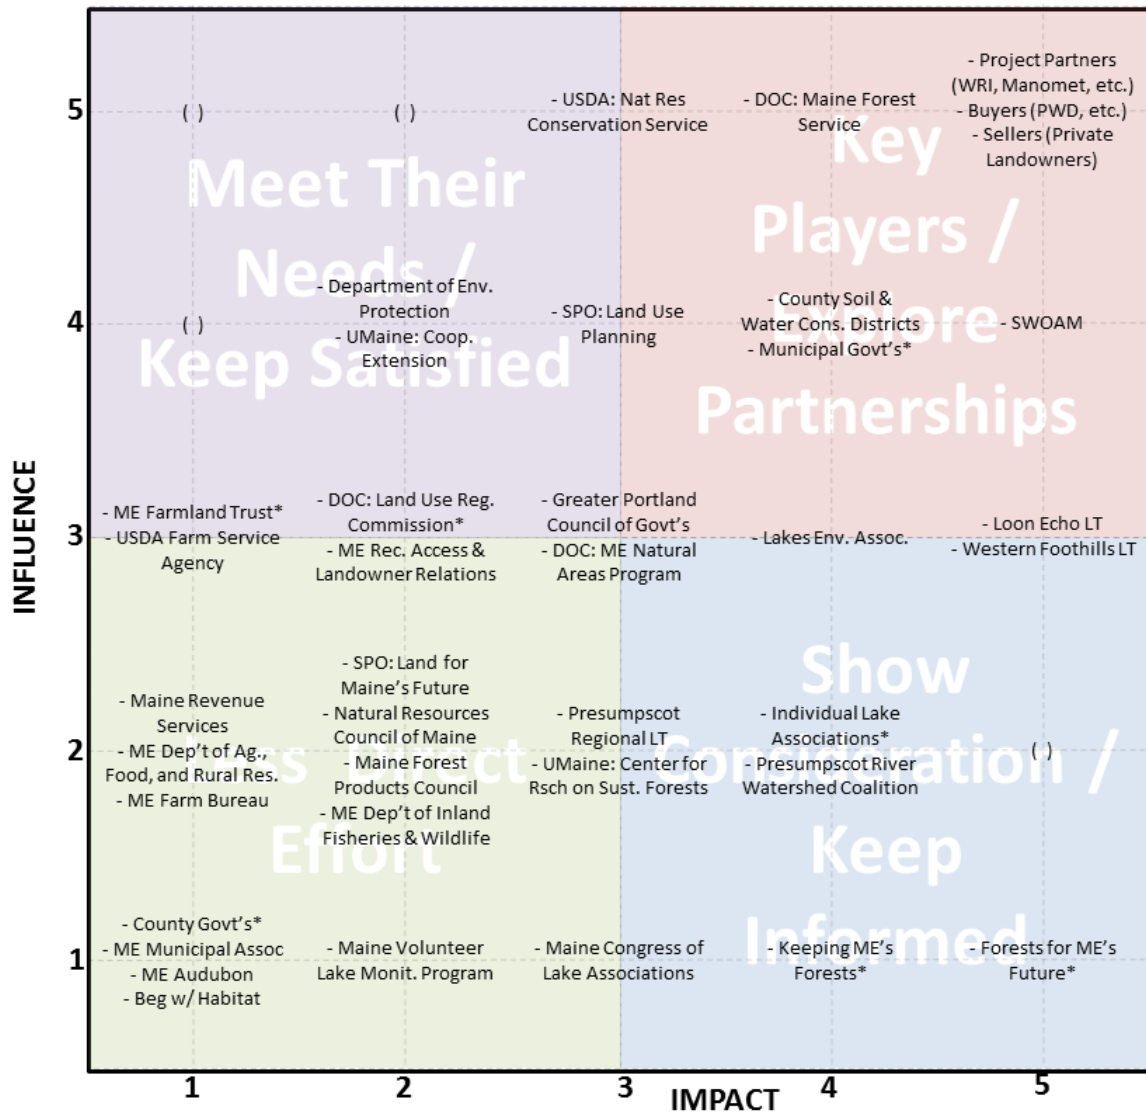 - Project Partners
(WRI, Manomet, etc.)
- Buyers (PWD, etc.)
- Sellers (Private
Landowners)
5
( )
( )
- USDA: Nat Res
Conservation Service
- DOC: Maine Forest
Service
Meet Their
Needs /
Keep Satisfied
Key
Players /
Explore
Partnerships
4
( )
- Department of Env.
Protection
- UMaine: Coop.
Extension
- SPO: Land Use
Planning
- County Soil &
Water Cons. Districts
- Municipal Govt's*
- SWOAM
INFLUENCE
3
- ME Farmland Trust*
- USDA Farm Service
Agency
- DOC: Land Use Reg.
Commission*
- ME Rec. Access &
Landowner Relations
- Greater Portland
Council of Govt's
- DOC: ME Natural
Areas Program
- Lakes Env. Assoc.
- Loon Echo LT
- Western Foothills LT
Less Direct
Effort
Show
Consideration /
Keep
Informed
2
- Maine Revenue
Services
- ME Dep't of Ag.,
Food, and Rural Res.
- ME Farm Bureau
- SPO: Land for
Maine's Future
- Natural Resources
Council of Maine
- Maine Forest
Products Council
- ME Dep't of Inland
Fisheries & Wildlife
- Presumpscot
Regional LT
- UMaine: Center for
Rsch on Sust. Forests
- Individual Lake
Associations*
- Presumpscot River
Watershed Coalition
( )
1
- County Govt's*
- ME Municipal Assoc
- ME Audubon
- Beg w/ Habitat
- Maine Volunteer
Lake Monit. Program
- Maine Congress of
Lake Associations
- Keeping ME's
Forests*
- Forests for ME's
Future*
1
2
3
4
5
IMPACT